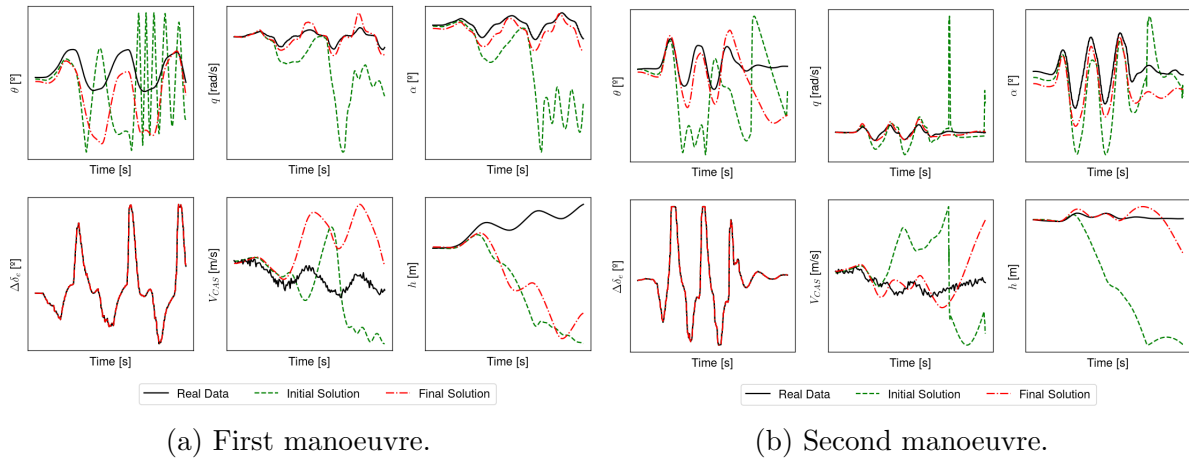 θ [º]
Time [s]
q [rad/s]
Time [s]
α [º]
Time [s]
Δδe [º]
Time [s]
VCAS [m/s]
Time [s]
h [m]
Time [s]
Real Data Initial Solution Final Solution
(a) First manoeuvre.
θ [º]
Time [s]
q [rad/s]
Time [s]
α [º]
Time [s]
Δδe [º]
Time [s]
VCAS [m/s]
Time [s]
h [m]
Time [s]
Real Data Initial Solution Final Solution
(b) Second manoeuvre.